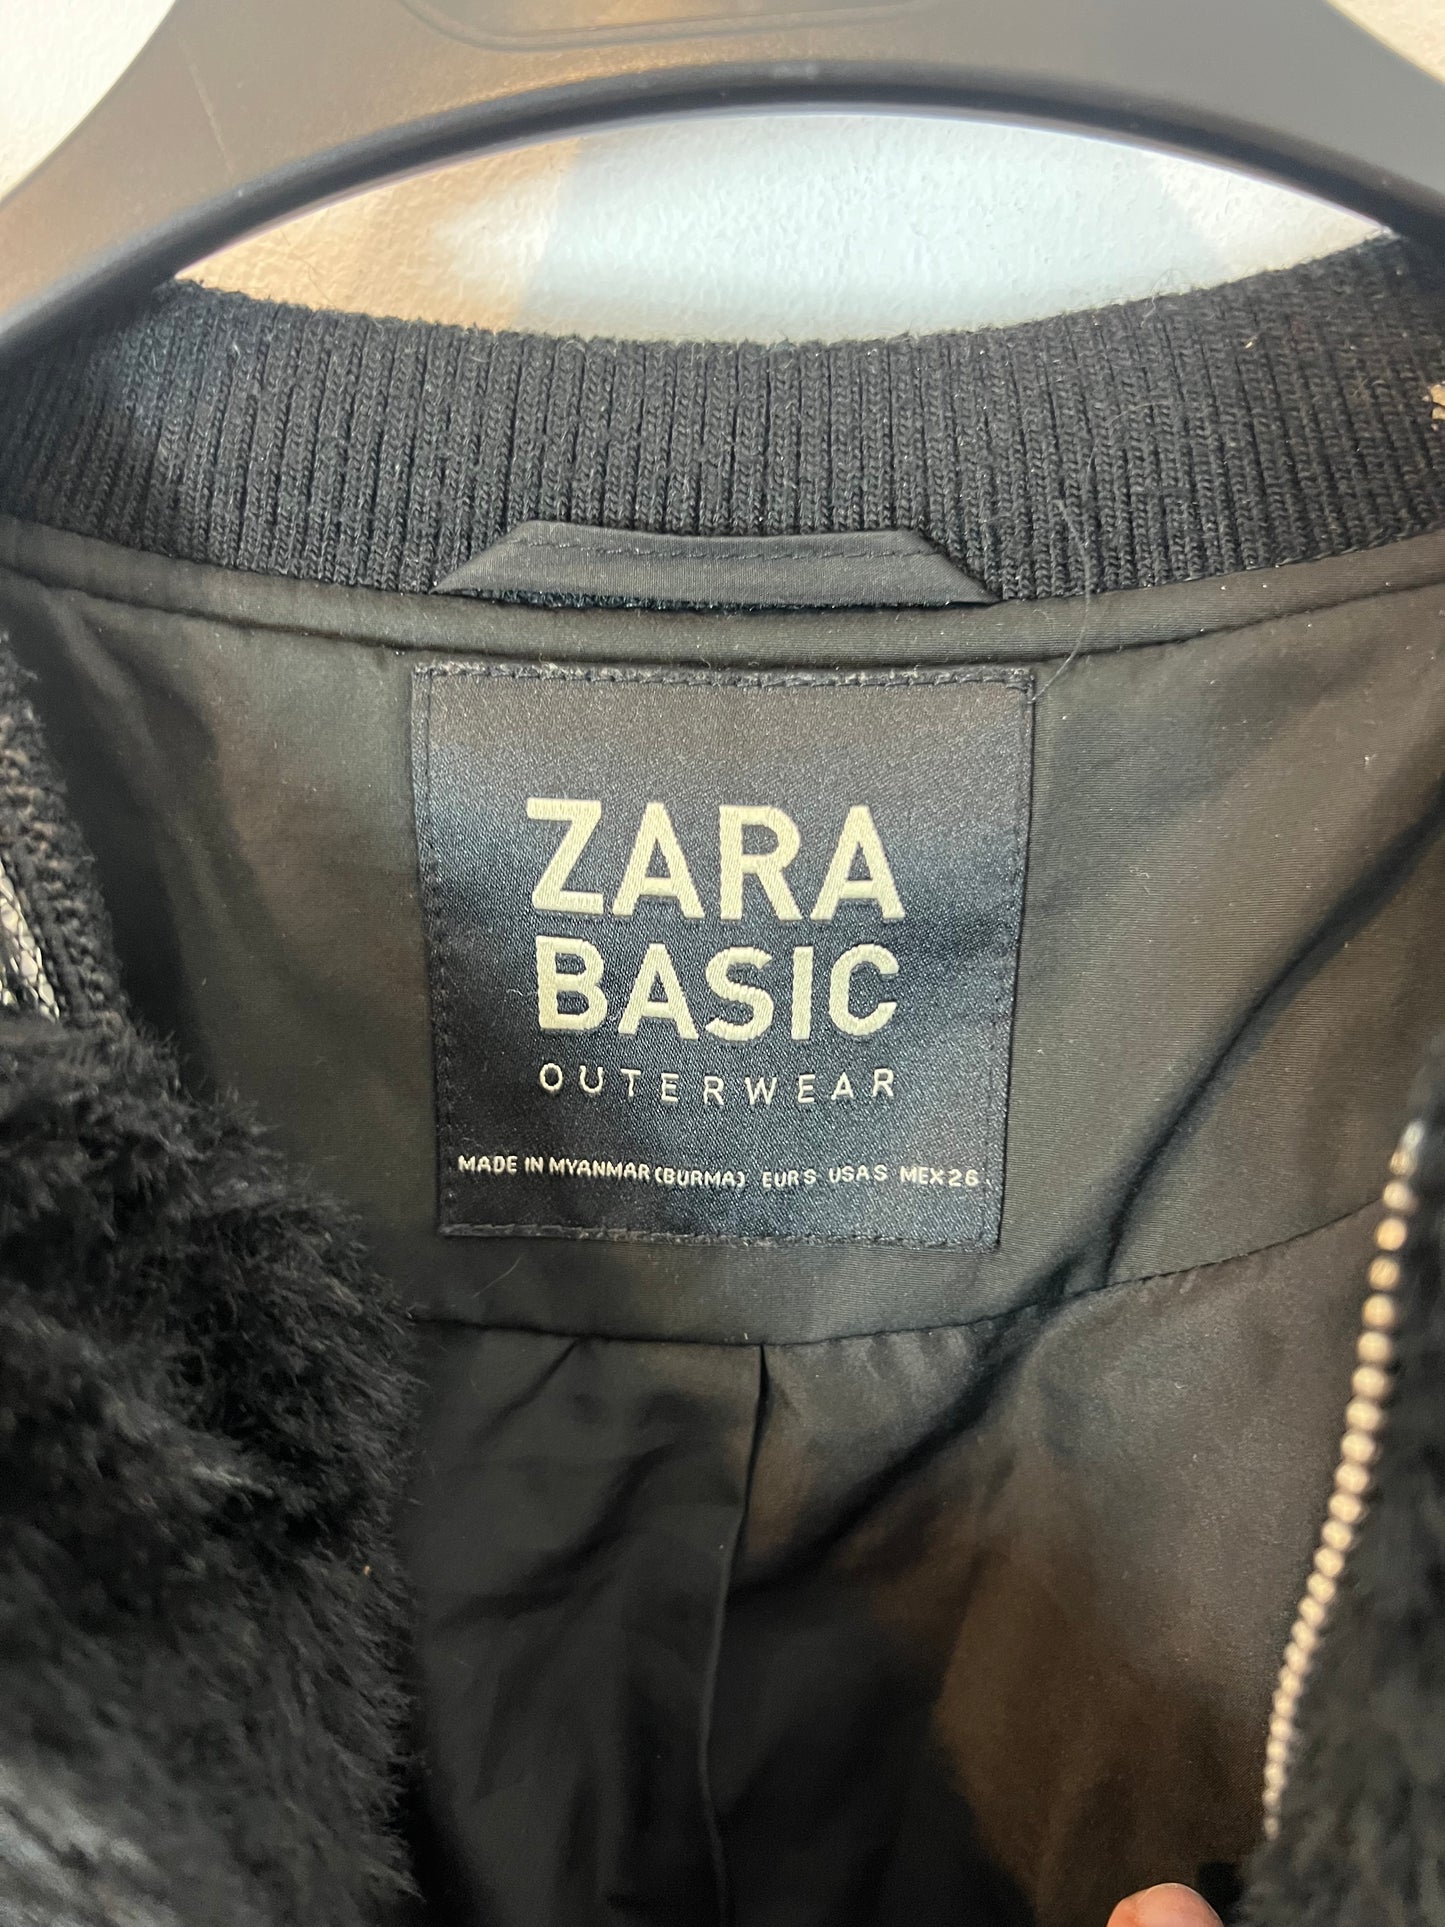 ZARA
BASIC
OUTERWEAR
MADE IN MYANMAR (BURMA) EUR S USA S MEX 26